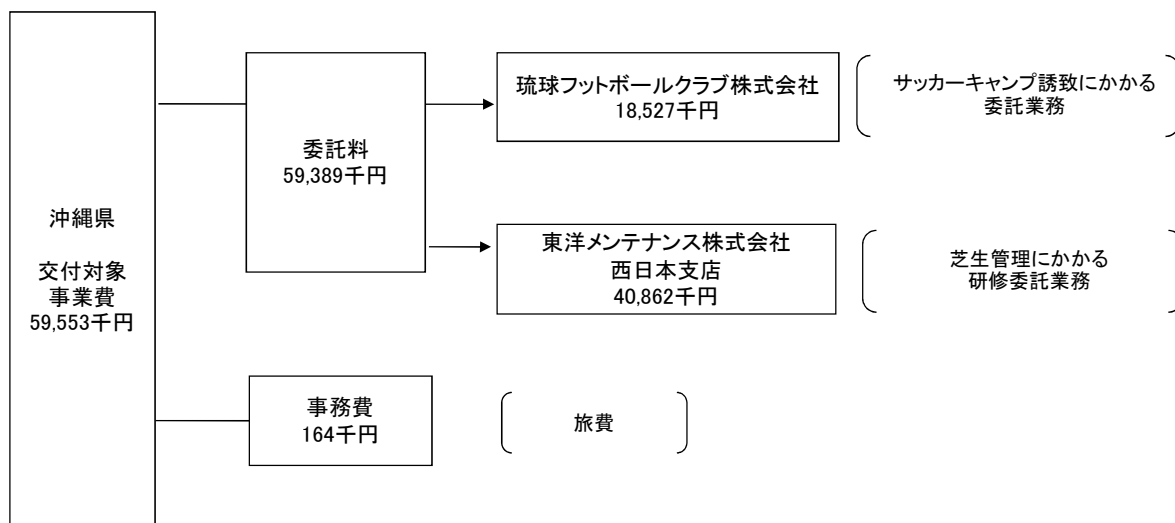 沖縄県
交付対象
事業費
59,553千円
委託料
59,389千円
琉球フットボールクラブ株式会社
18,527千円
サッカーキャンプ誘致にかかる
委託業務
東洋メンテナンス株式会社
西日本支店
40,862千円
芝生管理にかかる
研修委託業務
事務費
164千円
旅費